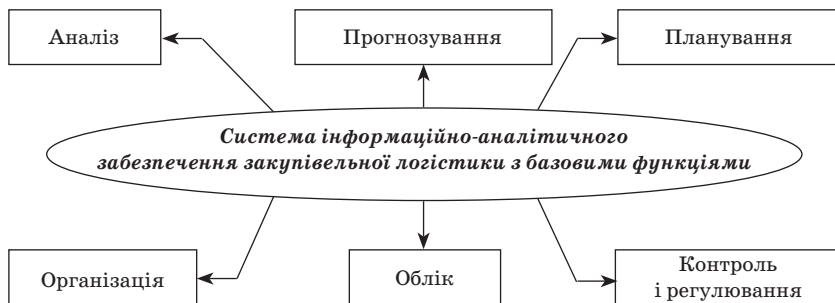 Аналіз
Прогнозування
Планування
Система інформаційно-аналітичного
забезпечення закупівельної логістики з базовими функціями
Організація
Облік
Контроль
і регулювання